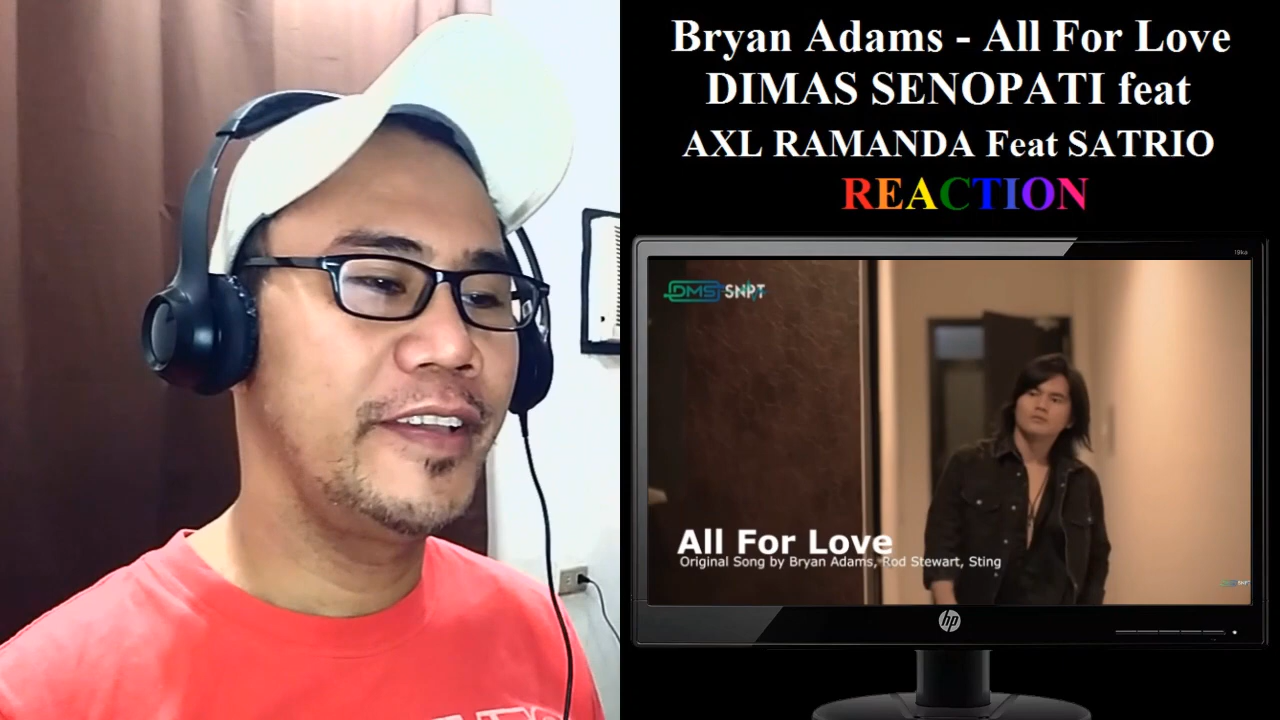 Bryan Adams - All For Love
DIMAS SENOPATI feat
AXL RAMANDA Feat SATRIO
REACTION
DMS SNPT
All For Love
Original Song by Bryan Adams, Rod Stewart, Sting
hp